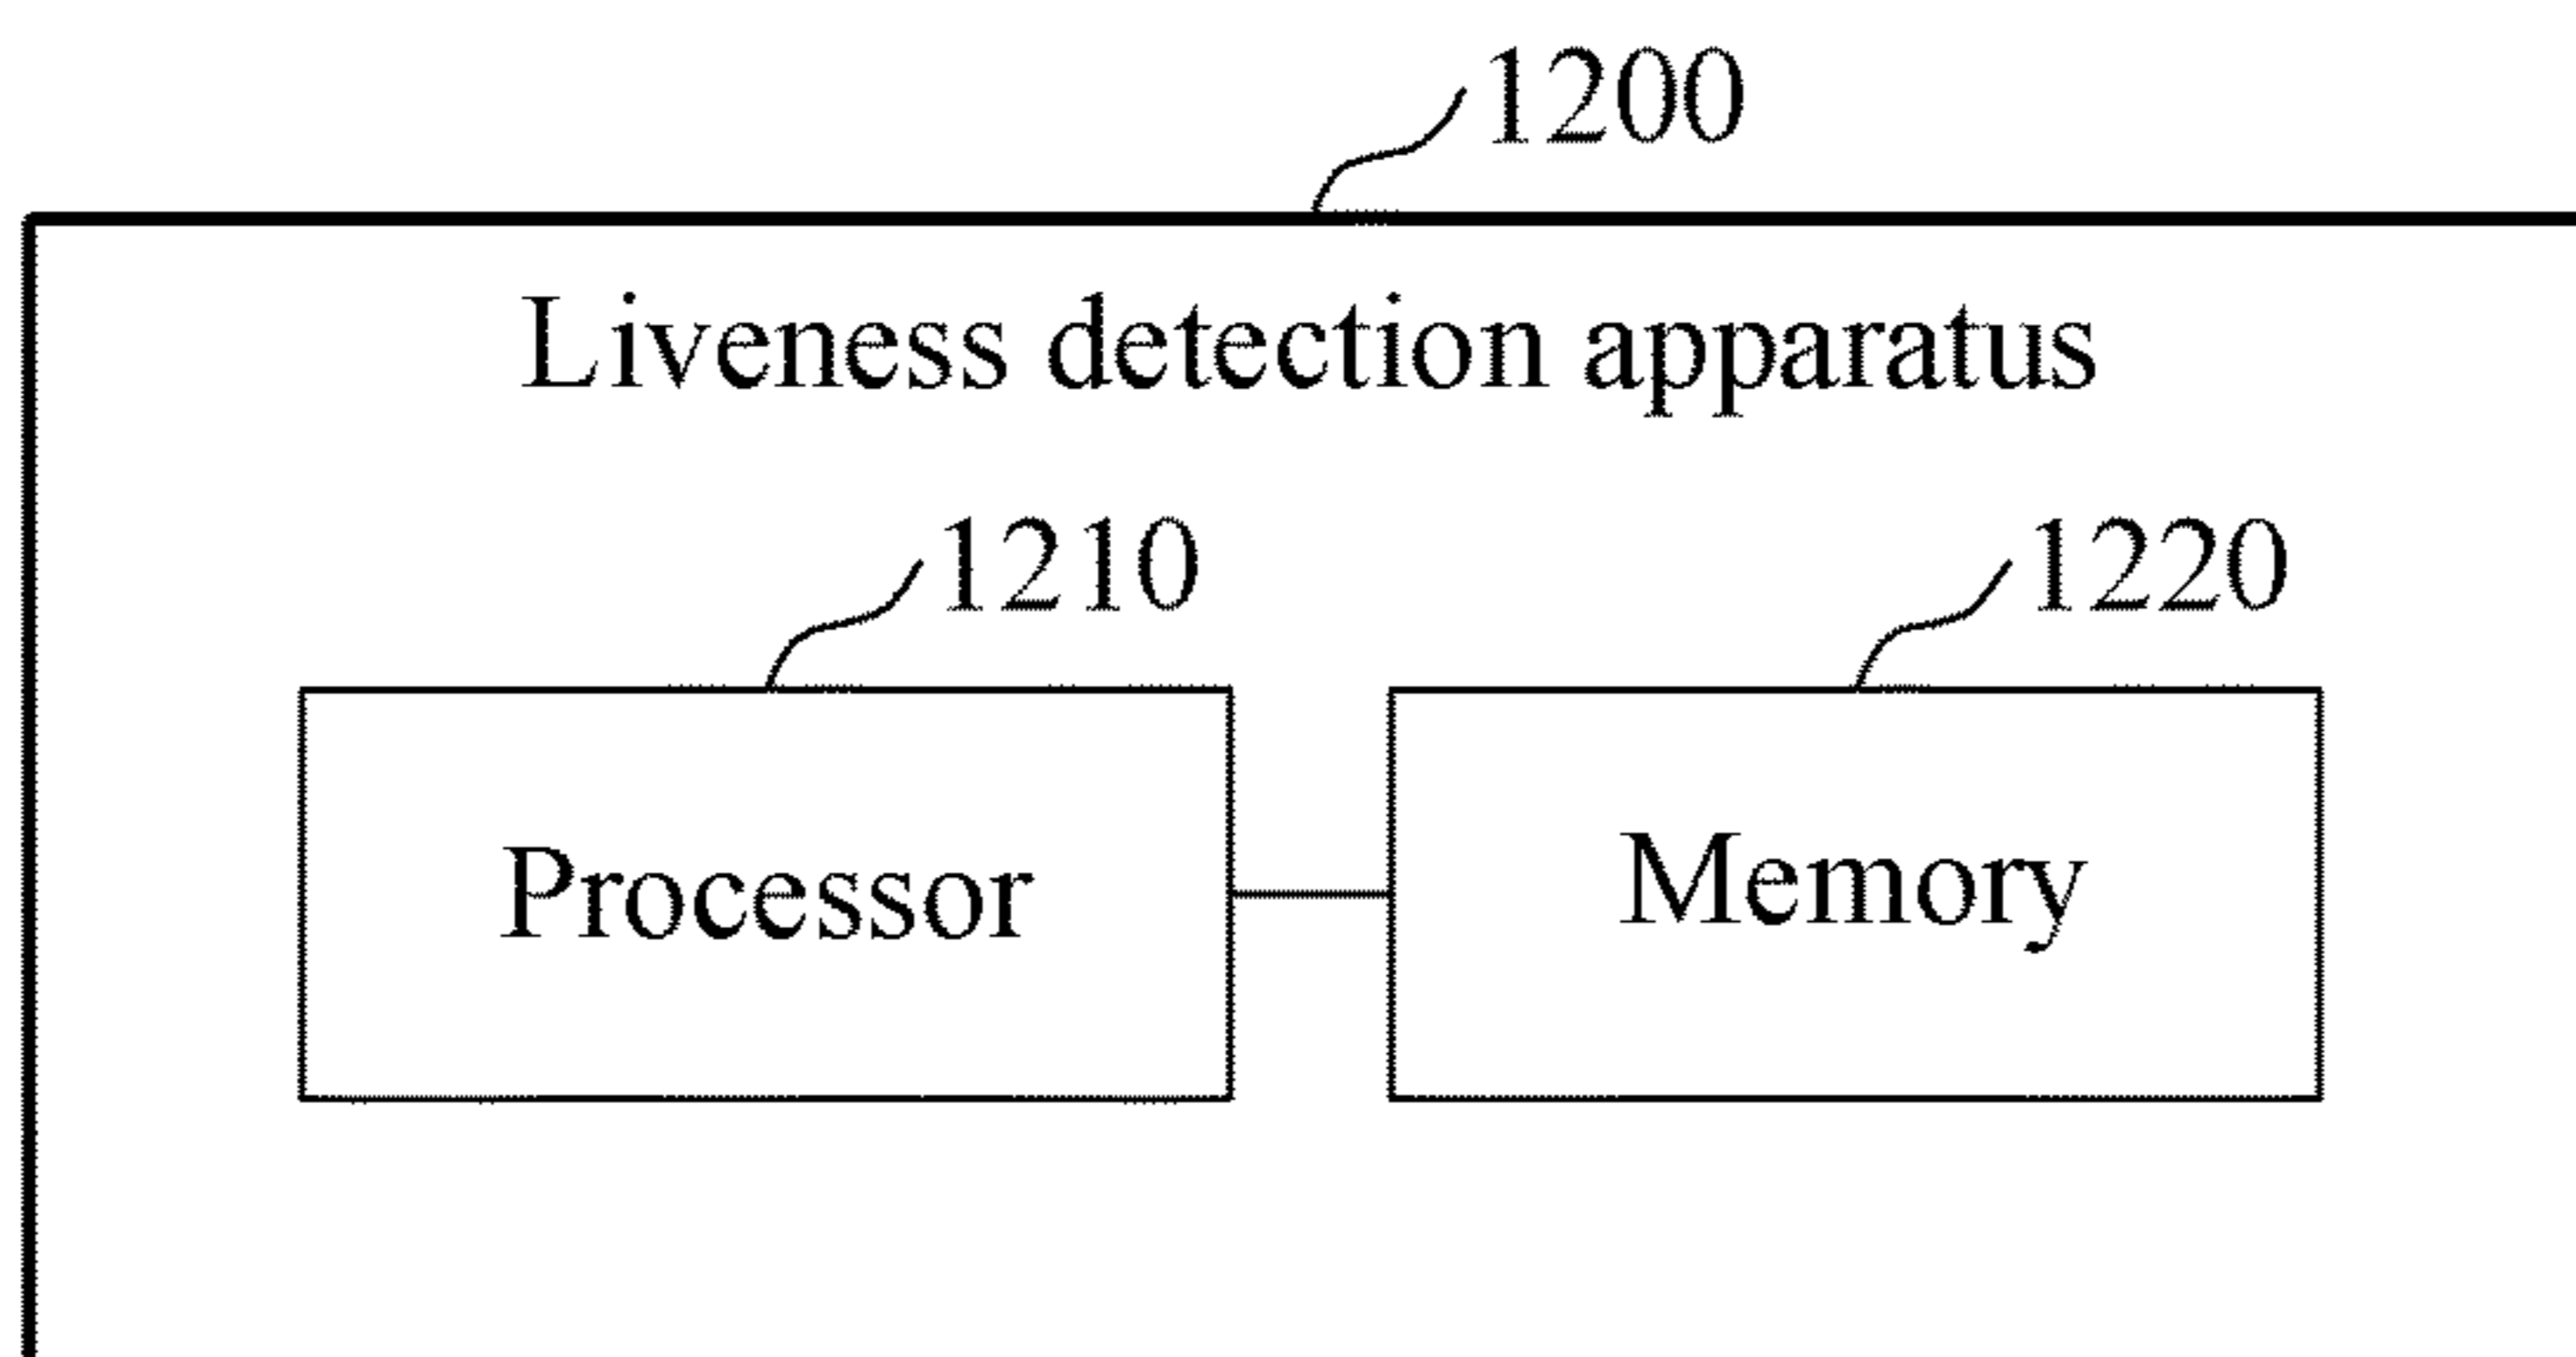 1200
Liveness detection apparatus
1210
1220
Processor
Memory